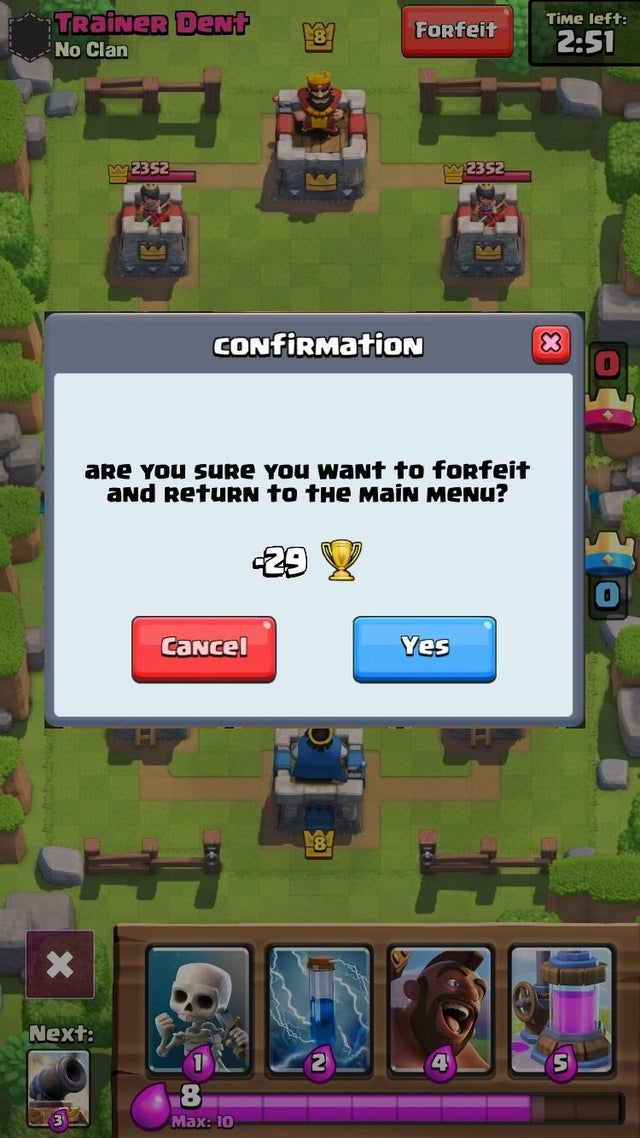 Trainer Dent
No Clan
8
Forfeit
Time left:
2:51
2352
2352
Confirmation
0
Are you sure you want to forfeit
and return to the main menu?
-29
0
Cancel
Yes
8
Next:
3
1
2
4
5
8
Max: 10